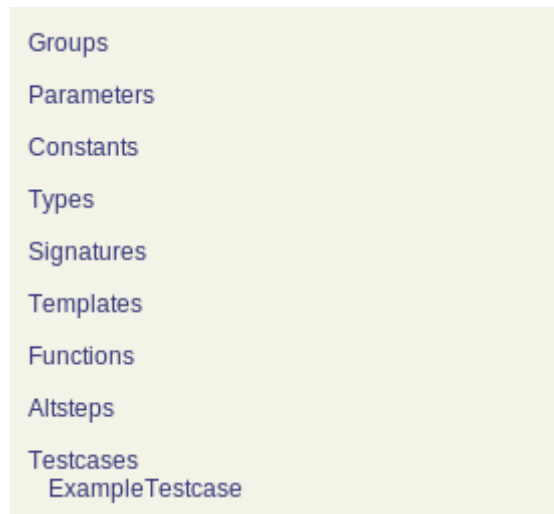 Groups
Parameters
Constants
Types
Signatures
Templates
Functions
Altsteps
Testcases
ExampleTestcase